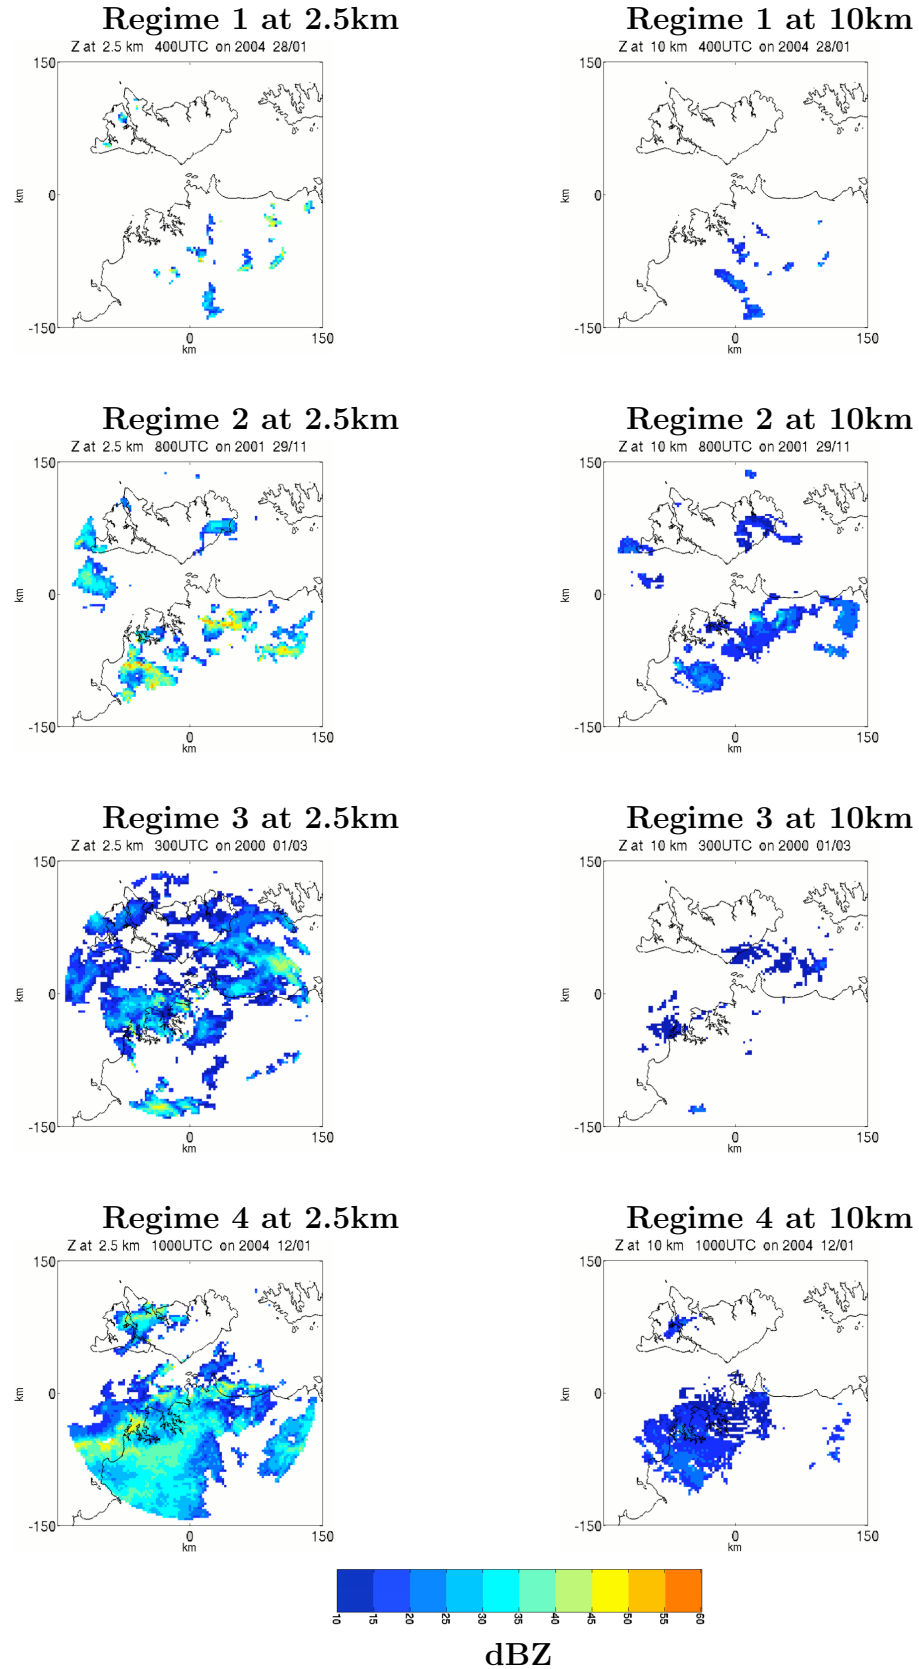 Regime 1 at 2.5km
Z at 2.5 km 400UTC on 2004 28/01
150
0
-150
km
0
150
km
Regime 1 at 10km
Z at 10 km 400UTC on 2004 28/01
150
0
-150
km
0
150
km
Regime 2 at 2.5km
Z at 2.5 km 800UTC on 2001 29/11
150
0
-150
km
0
150
km
Regime 2 at 10km
Z at 10 km 800UTC on 2001 29/11
150
0
-150
km
0
150
km
Regime 3 at 2.5km
Z at 2.5 km 300UTC on 2000 01/03
150
0
-150
km
0
150
km
Regime 3 at 10km
Z at 10 km 300UTC on 2000 01/03
150
0
-150
km
0
150
km
Regime 4 at 2.5km
Z at 2.5 km 1000UTC on 2004 12/01
150
0
-150
km
0
150
km
Regime 4 at 10km
Z at 10 km 1000UTC on 2004 12/01
150
0
-150
km
0
150
km
10 15 20 25 30 35 40 45 50 55 60
dBZ